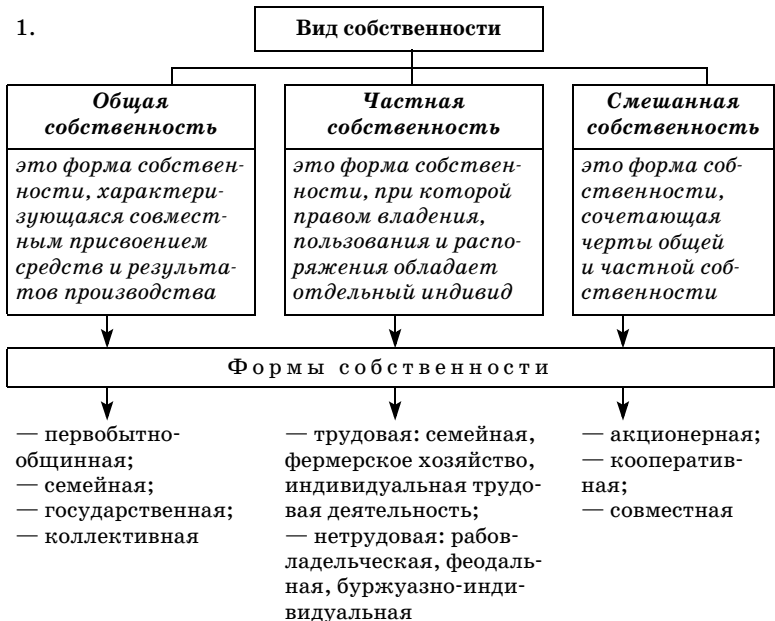 1.
Вид собственности
Общая
собственность
это форма собствен-
ности, характери-
зующаяся совмест-
ным присвоением
средств и результа-
тов производства
Частная
собственность
это форма собствен-
ности, при которой
правом владения,
пользования и распо-
ряжения обладает
отдельный индивид
Смешанная
собственность
это форма соб-
ственности,
сочетающая
черты общей
и частной соб-
ственности
Формы собственности
— первобытно-
общинная;
— семейная;
— государственная;
— коллективная
— трудовая: семейная,
фермерское хозяйство,
индивидуальная трудо-
вая деятельность;
— нетрудовая: рабов-
ладельческая, феодаль-
ная, буржуазно-инди-
видуальная
— акционерная;
— кооператив-
ная;
— совместная